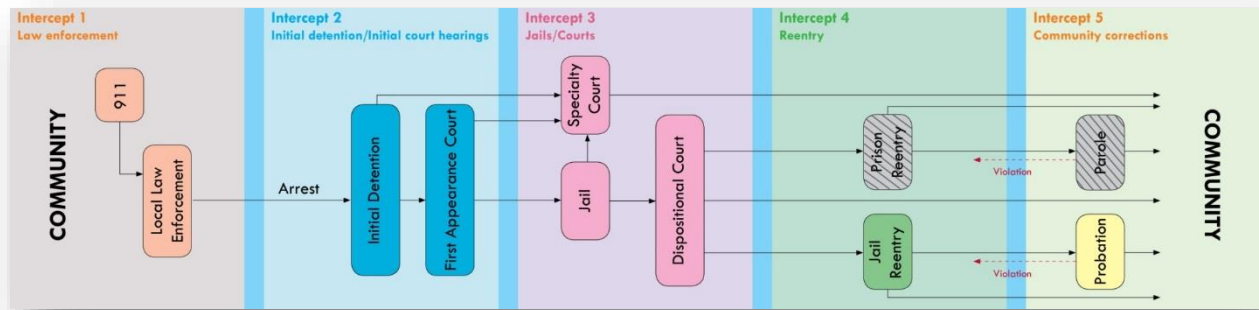 Intercept 1
Law enforcement
COMMUNITY
911
Local Law
Enforcement
Arrest
Intercept 2
Initial detention/Initial court hearings
Initial Detention
First Appearance Court
Intercept 3
Jails/Courts
Specialty
Court
Jail
Dispositional Court
Intercept 4
Reentry
Prison
Reentry
Jail
Reentry
Violation
Violation
Intercept 5
Community corrections
Parole
Probation
COMMUNITY